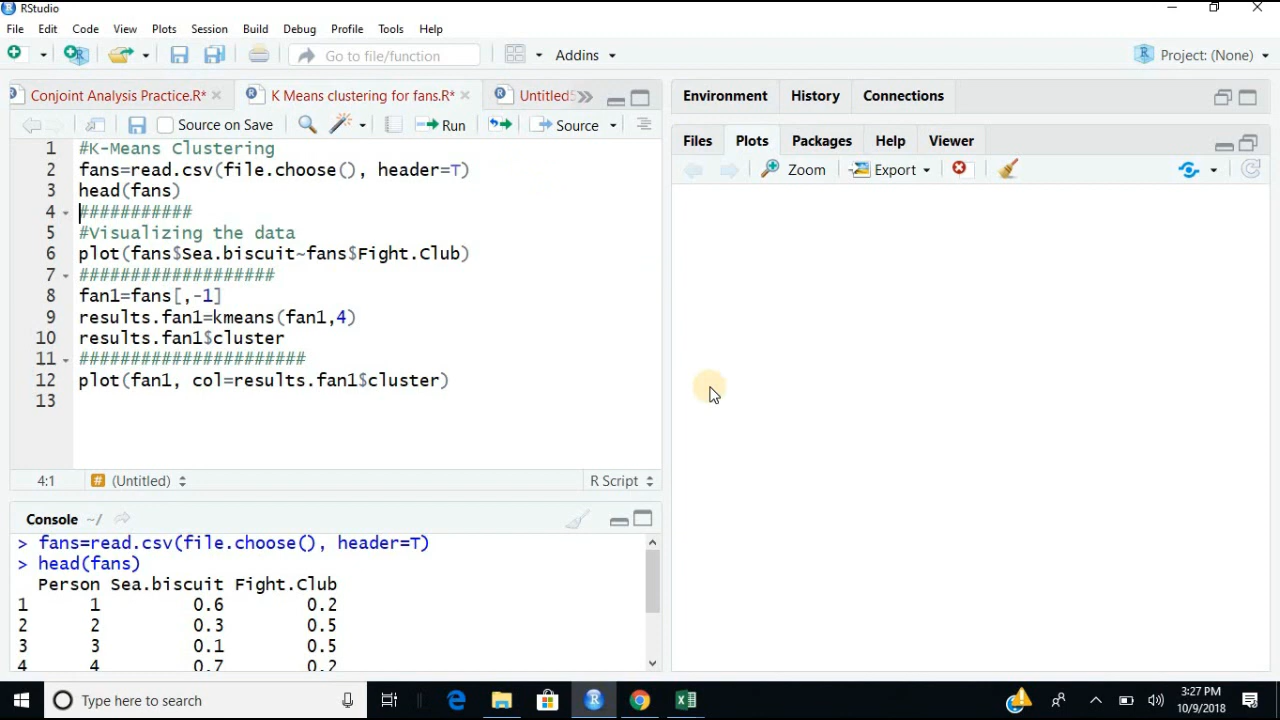 RStudio
File Edit Code View Plots Session Build Debug Profile Tools Help
Go to file/function Addins Project: (None)
Conjoint Analysis Practice.R* K Means clustering for fans.R* Untitled
Source on Save Run Source
1 #K-Means Clustering
2 fans=read.csv(file.choose(), header=T)
3 head(fans)
4 ###########
5 #Visualizing the data
6 plot(fans$Sea.biscuit~fans$Fight.Club)
7 ###################
8 fan1=fans[,-1]
9 results.fan1=kmeans(fan1,4)
10 results.fan1$cluster
11 ######################
12 plot(fan1, col=results.fan1$cluster)
13
4:1 # (Untitled) R Script
Console ~/
> fans=read.csv(file.choose(), header=T)
> head(fans)
Person Sea.biscuit Fight.Club
1 1 0.6 0.2
2 2 0.3 0.5
3 3 0.1 0.5
4 4 0.7 0.2
Environment History Connections
Files Plots Packages Help Viewer
Zoom Export
Type here to search
3:27 PM
10/9/2018